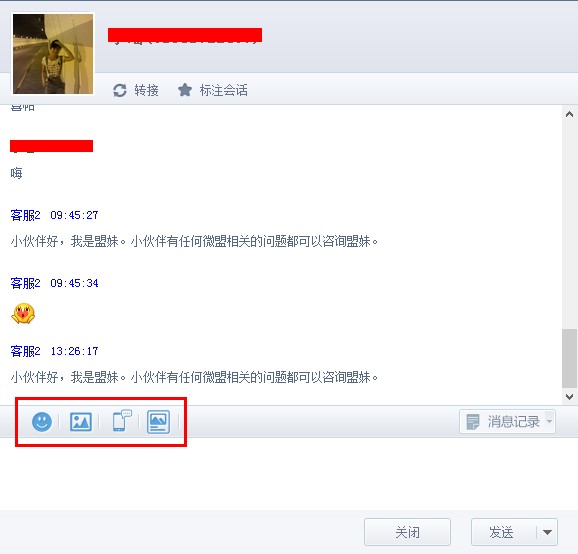 转接
标注会话
嗨
客服2 09:45:27
小伙伴好，我是盟妹。小伙伴有任何微盟相关的问题都可以咨询盟妹。
客服2 09:45:34
客服2 13:26:17
小伙伴好，我是盟妹。小伙伴有任何微盟相关的问题都可以咨询盟妹。
消息记录
关闭
发送